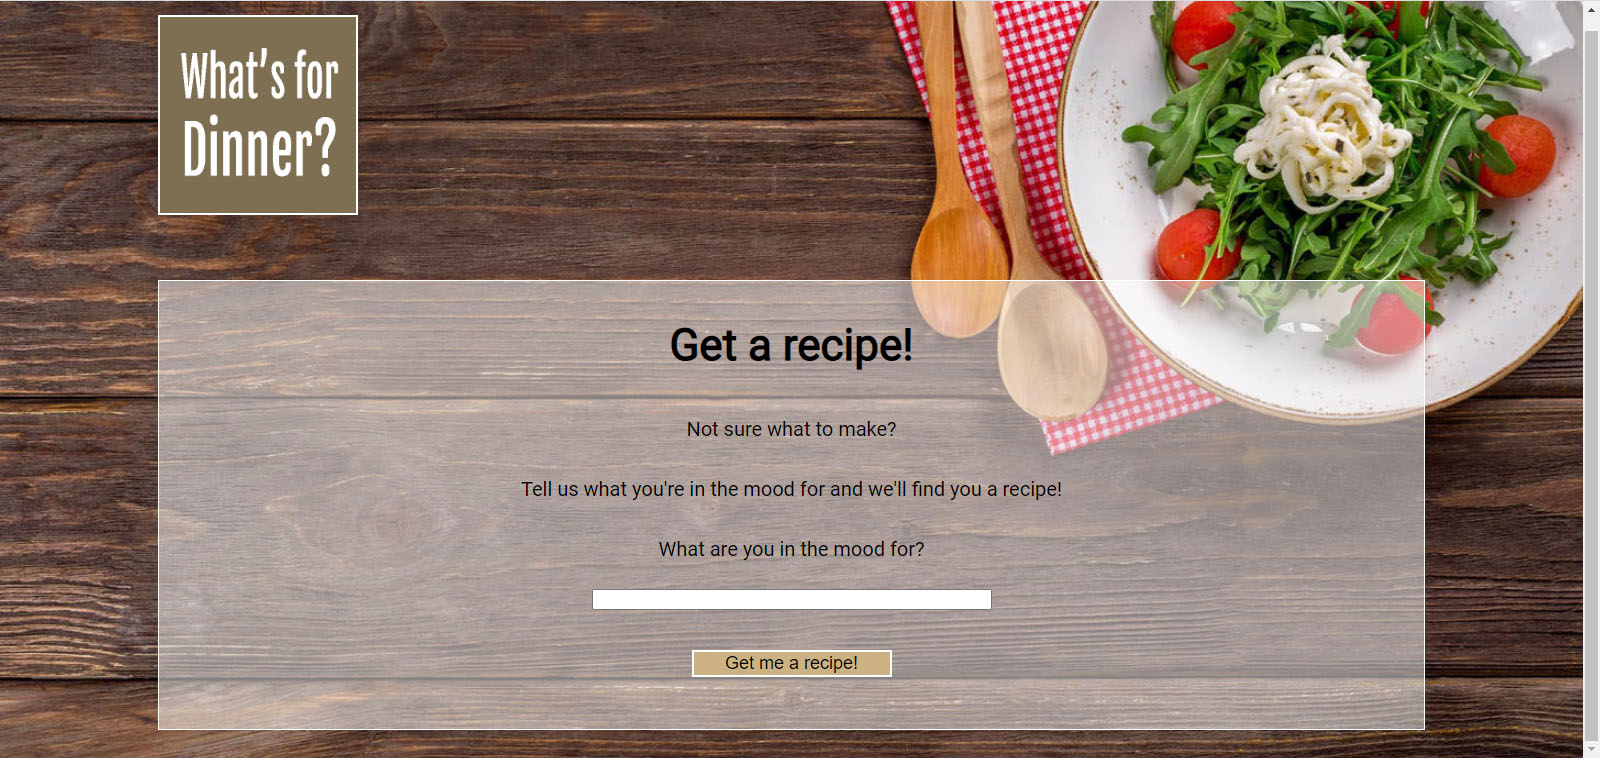 What's for
Dinner?
Get a recipe!
Not sure what to make?
Tell us what you're in the mood for and we'll find you a recipe!
What are you in the mood for?
Get me a recipe!